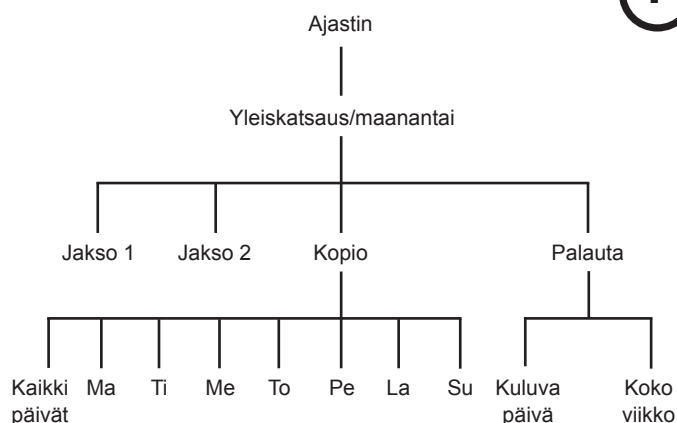 Ajastin
Yleiskatsaus/maanantai
Jakso 1 Jakso 2 Kopio Palauta
Kaikki päivät Ma Ti Me To Pe La Su Kuluva päivä Koko viikko